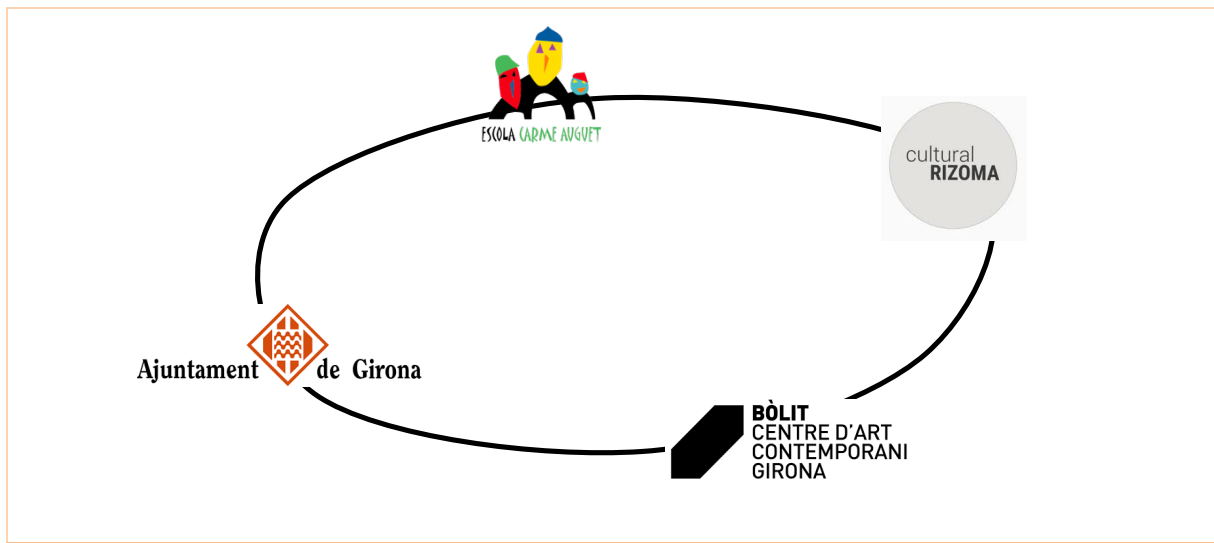 ESCOLA CARME AUGUET
cultural
RIZOMA
Ajuntament de Girona
BÒLIT
CENTRE D'ART
CONTEMPORANI
GIRONA